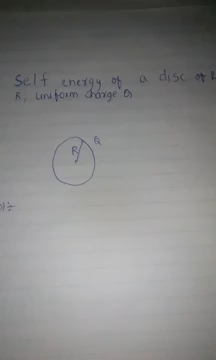 Self energy of a disc of R
R, uniform charge Q
Q
R